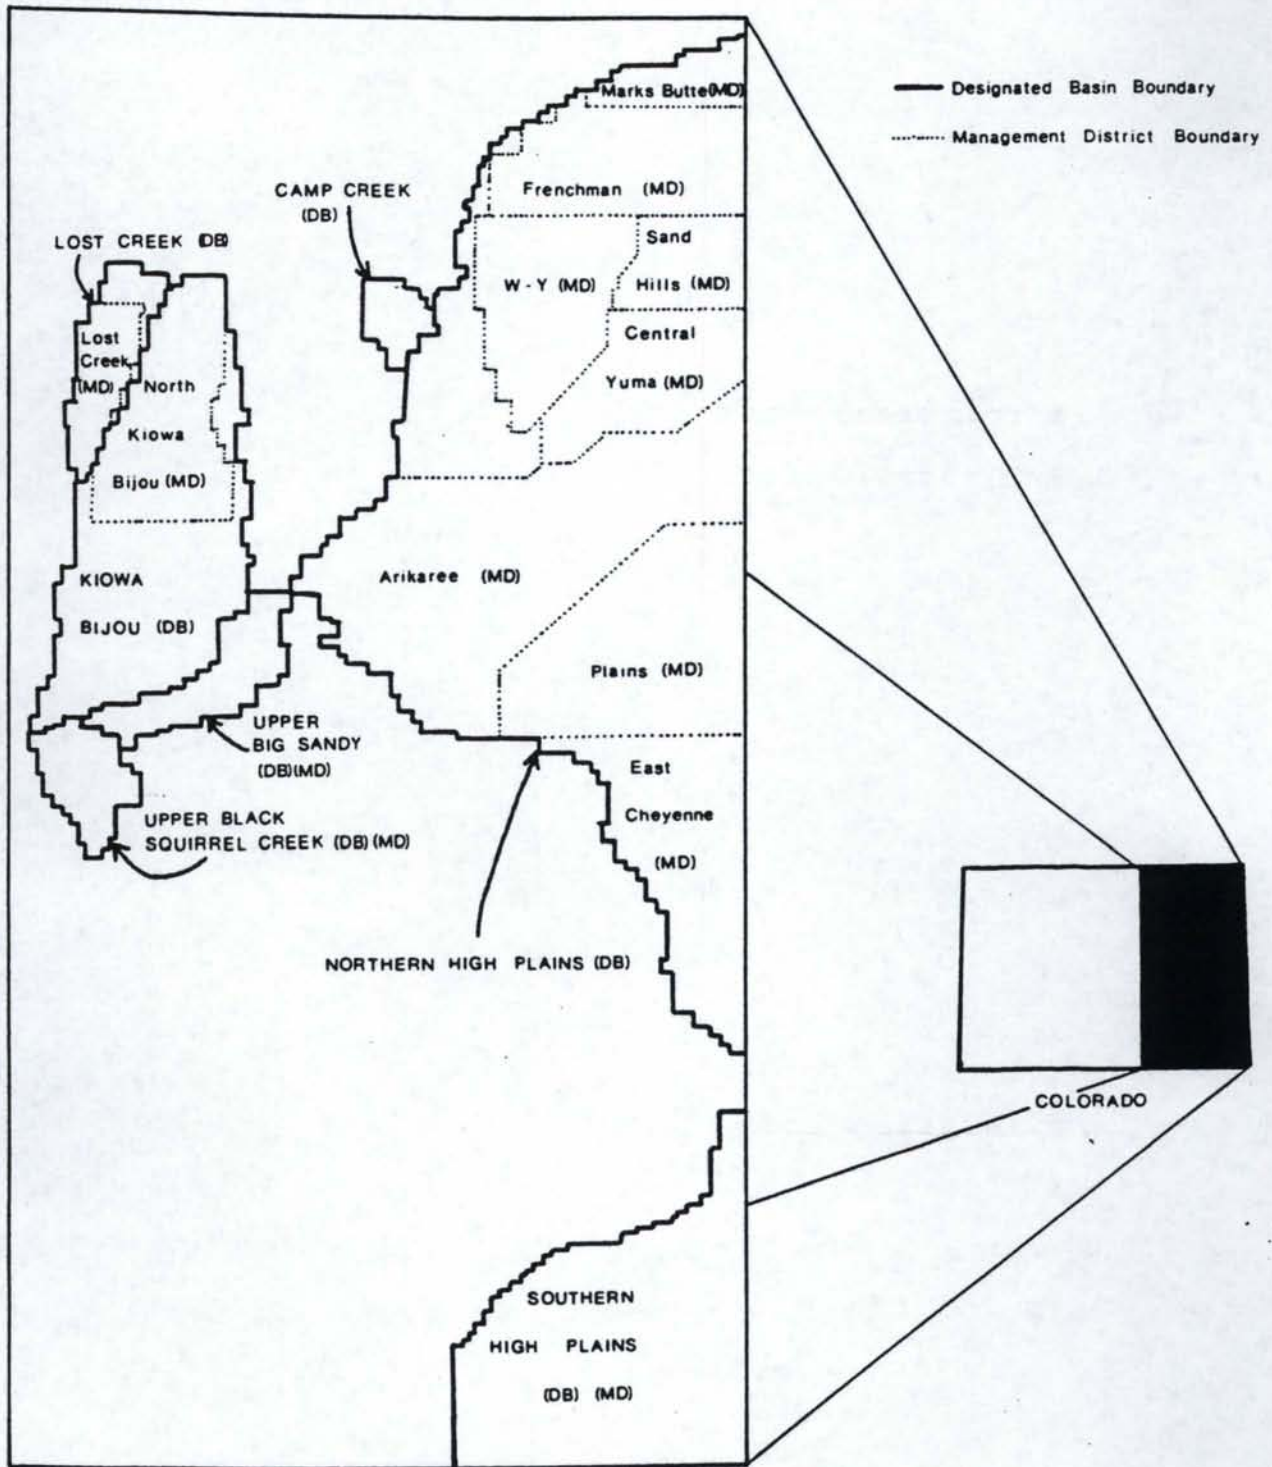 Marks Butte (MD)
Designated Basin Boundary
Management District Boundary
Frenchman (MD)
CAMP CREEK
(DB)
LOST CREEK (DB)
Sand
Hills (MD)
W-Y (MD)
Central
Yuma (MD)
Lost
Creek
(MD)
North
Kiowa
Bijou (MD)
KIOWA
BIJOU (DB)
Arikaree (MD)
Plains (MD)
UPPER
BIG SANDY
(DB)(MD)
East
Cheyenne
(MD)
UPPER BLACK
SQUIRREL CREEK (DB) (MD)
NORTHERN HIGH PLAINS (DB)
COLORADO
SOUTHERN
HIGH PLAINS
(DB) (MD)